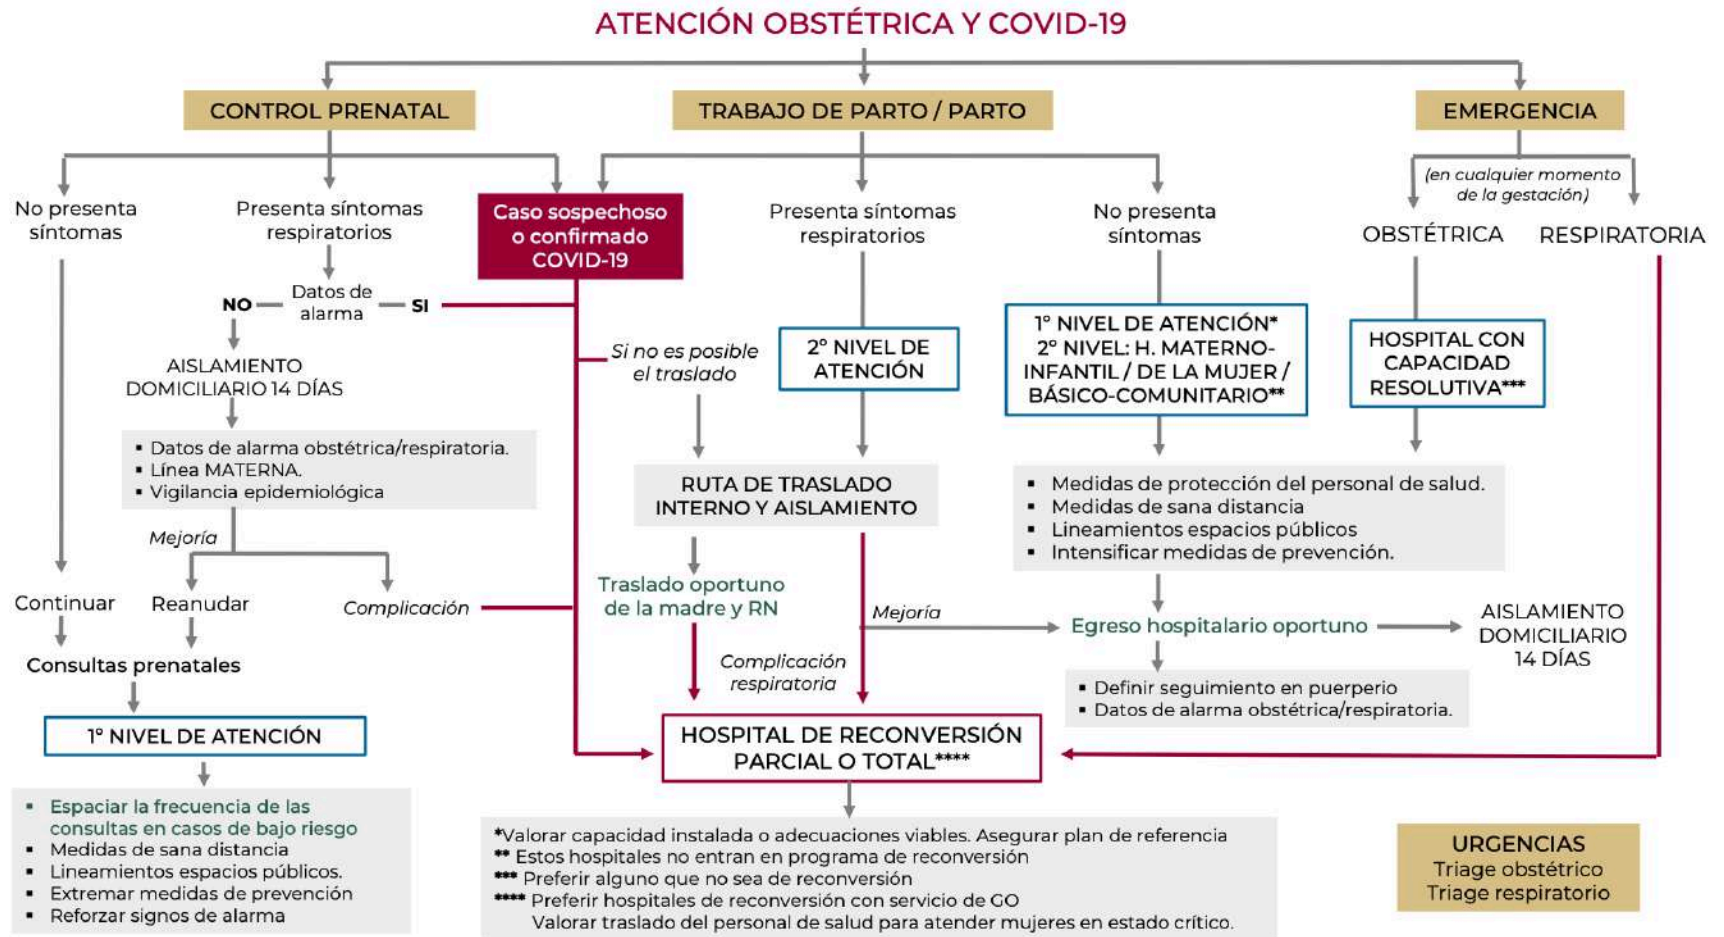 ATENCIÓN OBSTÉTRICA Y COVID-19
CONTROL PRENATAL
TRABAJO DE PARTO / PARTO
EMERGENCIA
(en cualquier momento
de la gestación)
No presenta
síntomas
Presenta síntomas
respiratorios
Caso sospechoso
o confirmado
COVID-19
Presenta síntomas
respiratorios
No presenta
síntomas
OBSTÉTRICA
RESPIRATORIA
NO
Datos de
alarma
SI
AISLAMIENTO
DOMICILIARIO 14 DÍAS
Si no es posible
el traslado
2º NIVEL DE
ATENCIÓN
1º NIVEL DE ATENCIÓN*
2º NIVEL: H. MATERNO-
INFANTIL / DE LA MUJER /
BÁSICO-COMUNITARIO**
HOSPITAL CON
CAPACIDAD
RESOLUTIVA***
▪ Datos de alarma obstétrica/respiratoria.
▪ Línea MATERNA.
▪ Vigilancia epidemiológica
RUTA DE TRASLADO
INTERNO Y AISLAMIENTO
▪ Medidas de protección del personal de salud.
▪ Medidas de sana distancia
▪ Lineamientos espacios públicos
▪ Intensificar medidas de prevención.
Mejoría
Continuar
Reanudar
Complicación
Traslado oportuno
de la madre y RN
Mejoría
Egreso hospitalario oportuno
AISLAMIENTO
DOMICILIARIO
14 DÍAS
Consultas prenatales
Complicación
respiratoria
▪ Definir seguimiento en puerperio
▪ Datos de alarma obstétrica/respiratoria.
1º NIVEL DE ATENCIÓN
HOSPITAL DE RECONVERSIÓN
PARCIAL O TOTAL****
▪ Espaciar la frecuencia de las
consultas en casos de bajo riesgo
▪ Medidas de sana distancia
▪ Lineamientos espacios públicos.
▪ Extremar medidas de prevención
▪ Reforzar signos de alarma
*Valorar capacidad instalada o adecuaciones viables. Asegurar plan de referencia
** Estos hospitales no entran en programa de reconversión
*** Preferir alguno que no sea de reconversión
**** Preferir hospitales de reconversión con servicio de GO
Valorar traslado del personal de salud para atender mujeres en estado crítico.
URGENCIAS
Triage obstétrico
Triage respiratorio